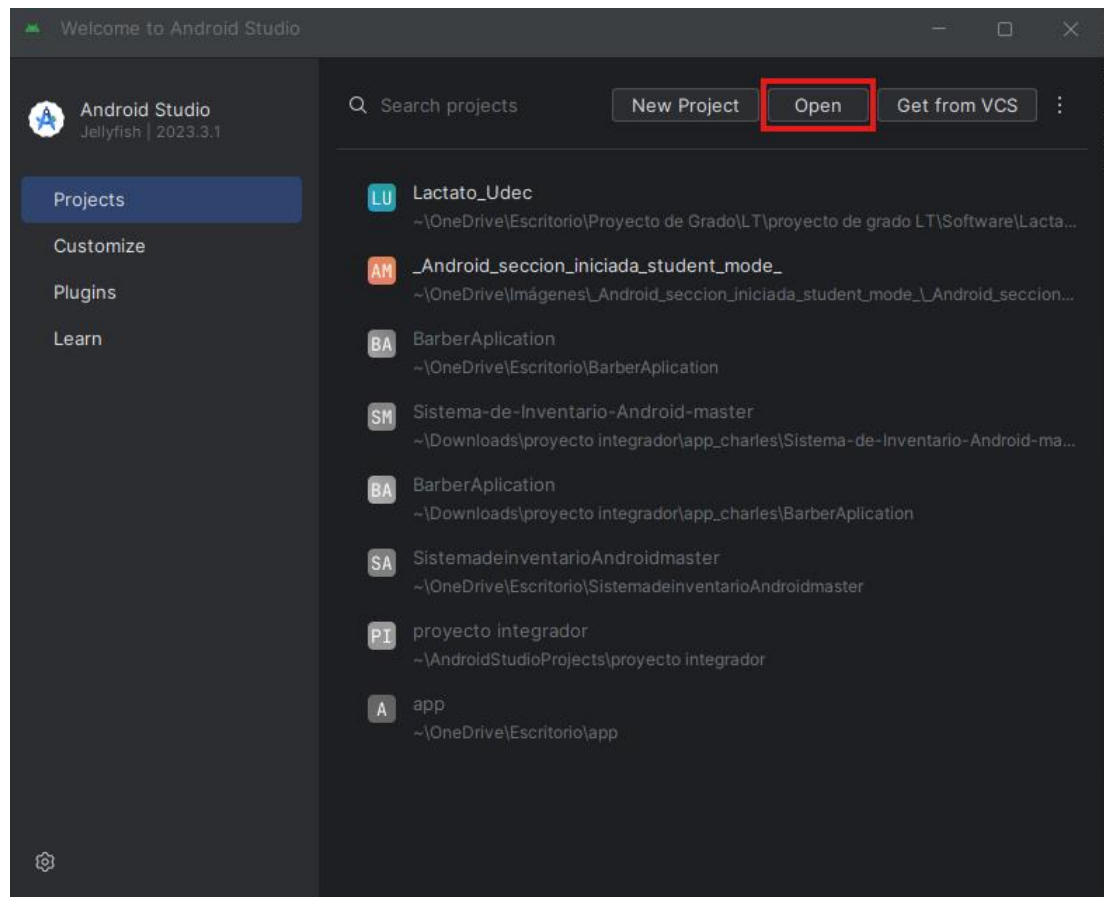 Welcome to Android Studio
Android Studio
Jellyfish | 2023.3.1
Projects
Customize
Plugins
Learn
Search projects
New Project
Open
Get from VCS
LU
Lactato_Udec
~\OneDrive\Escritorio\Proyecto de Grado\LT\proyecto de grado LT\Software\Lacta...
AM
_Android_seccion_iniciada_student_mode_
~\OneDrive\Imágenes\_Android_seccion_iniciada_student_mode_\_Android_seccion...
BA
BarberAplication
~\OneDrive\Escritorio\BarberAplication
SM
Sistema-de-Inventario-Android-master
~\Downloads\proyecto integrador\app_charles\Sistema-de-Inventario-Android-ma...
BA
BarberAplication
~\Downloads\proyecto integrador\app_charles\BarberAplication
SA
SistemadeinventarioAndroidmaster
~\OneDrive\Escritorio\SistemadeinventarioAndroidmaster
PI
proyecto integrador
~\AndroidStudioProjects\proyecto integrador
A
app
~\OneDrive\Escritorio\app